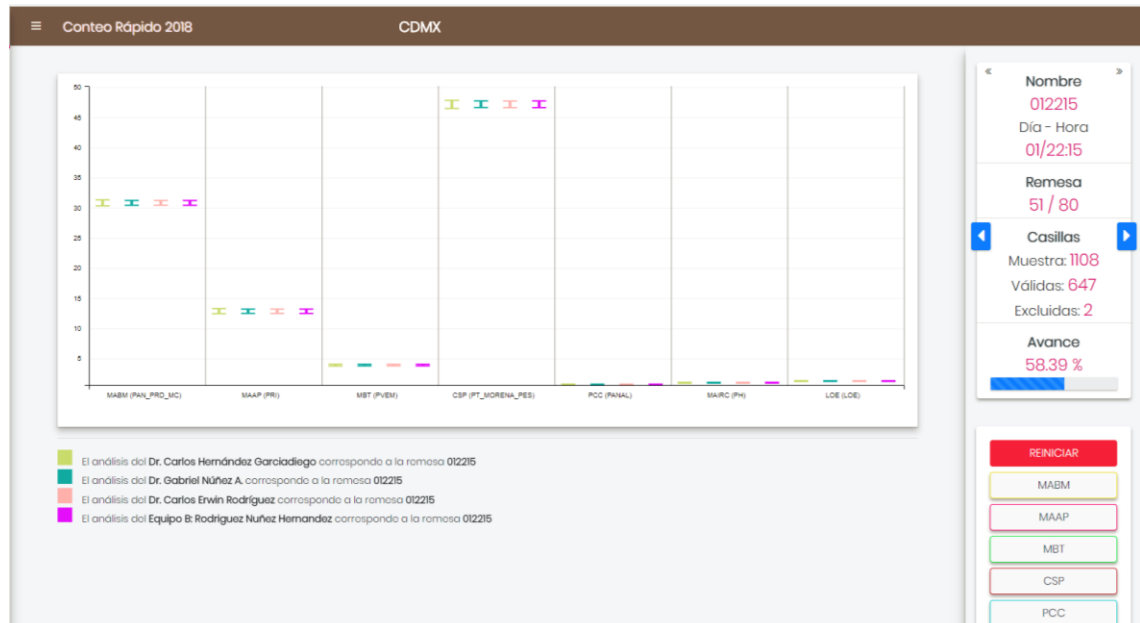 ≡ Conteo Rápido 2018 CDMX
50
45
40
35
30
25
20
15
10
5
MABM (PAN_PRD_MC) MAAP (PRI) MBT (PVEM) CSP (PT_MORENA_PES) PCC (PANAL) MAIRC (PH) LOE (LOE)
El análisis del Dr. Carlos Hernández Garciadiego corresponde a la remesa 012215
El análisis del Dr. Gabriel Núñez A. corresponde a la remesa 012215
El análisis del Dr. Carlos Erwin Rodríguez corresponde a la remesa 012215
El análisis del Equipo B: Rodriguez Nuñez Hernandez corresponde a la remesa 012215
« Nombre »
012215
Día - Hora
01/22:15
Remesa
51 / 80
Casillas
Muestra: 1108
Válidas: 647
Excluidas: 2
Avance
58.39 %
REINICIAR
MABM
MAAP
MBT
CSP
PCC